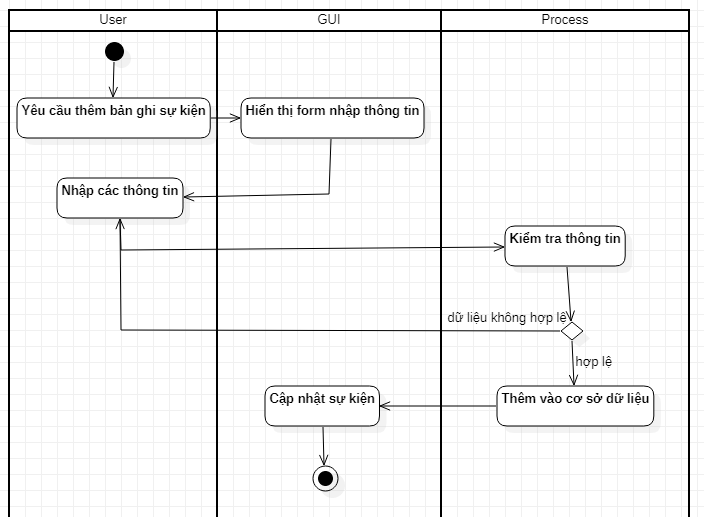 User
GUI
Process
Yêu cầu thêm bản ghi sự kiện
Hiển thị form nhập thông tin
Nhập các thông tin
Kiểm tra thông tin
dữ liệu không hợp lệ
hợp lệ
Cập nhật sự kiện
Thêm vào cơ sở dữ liệu